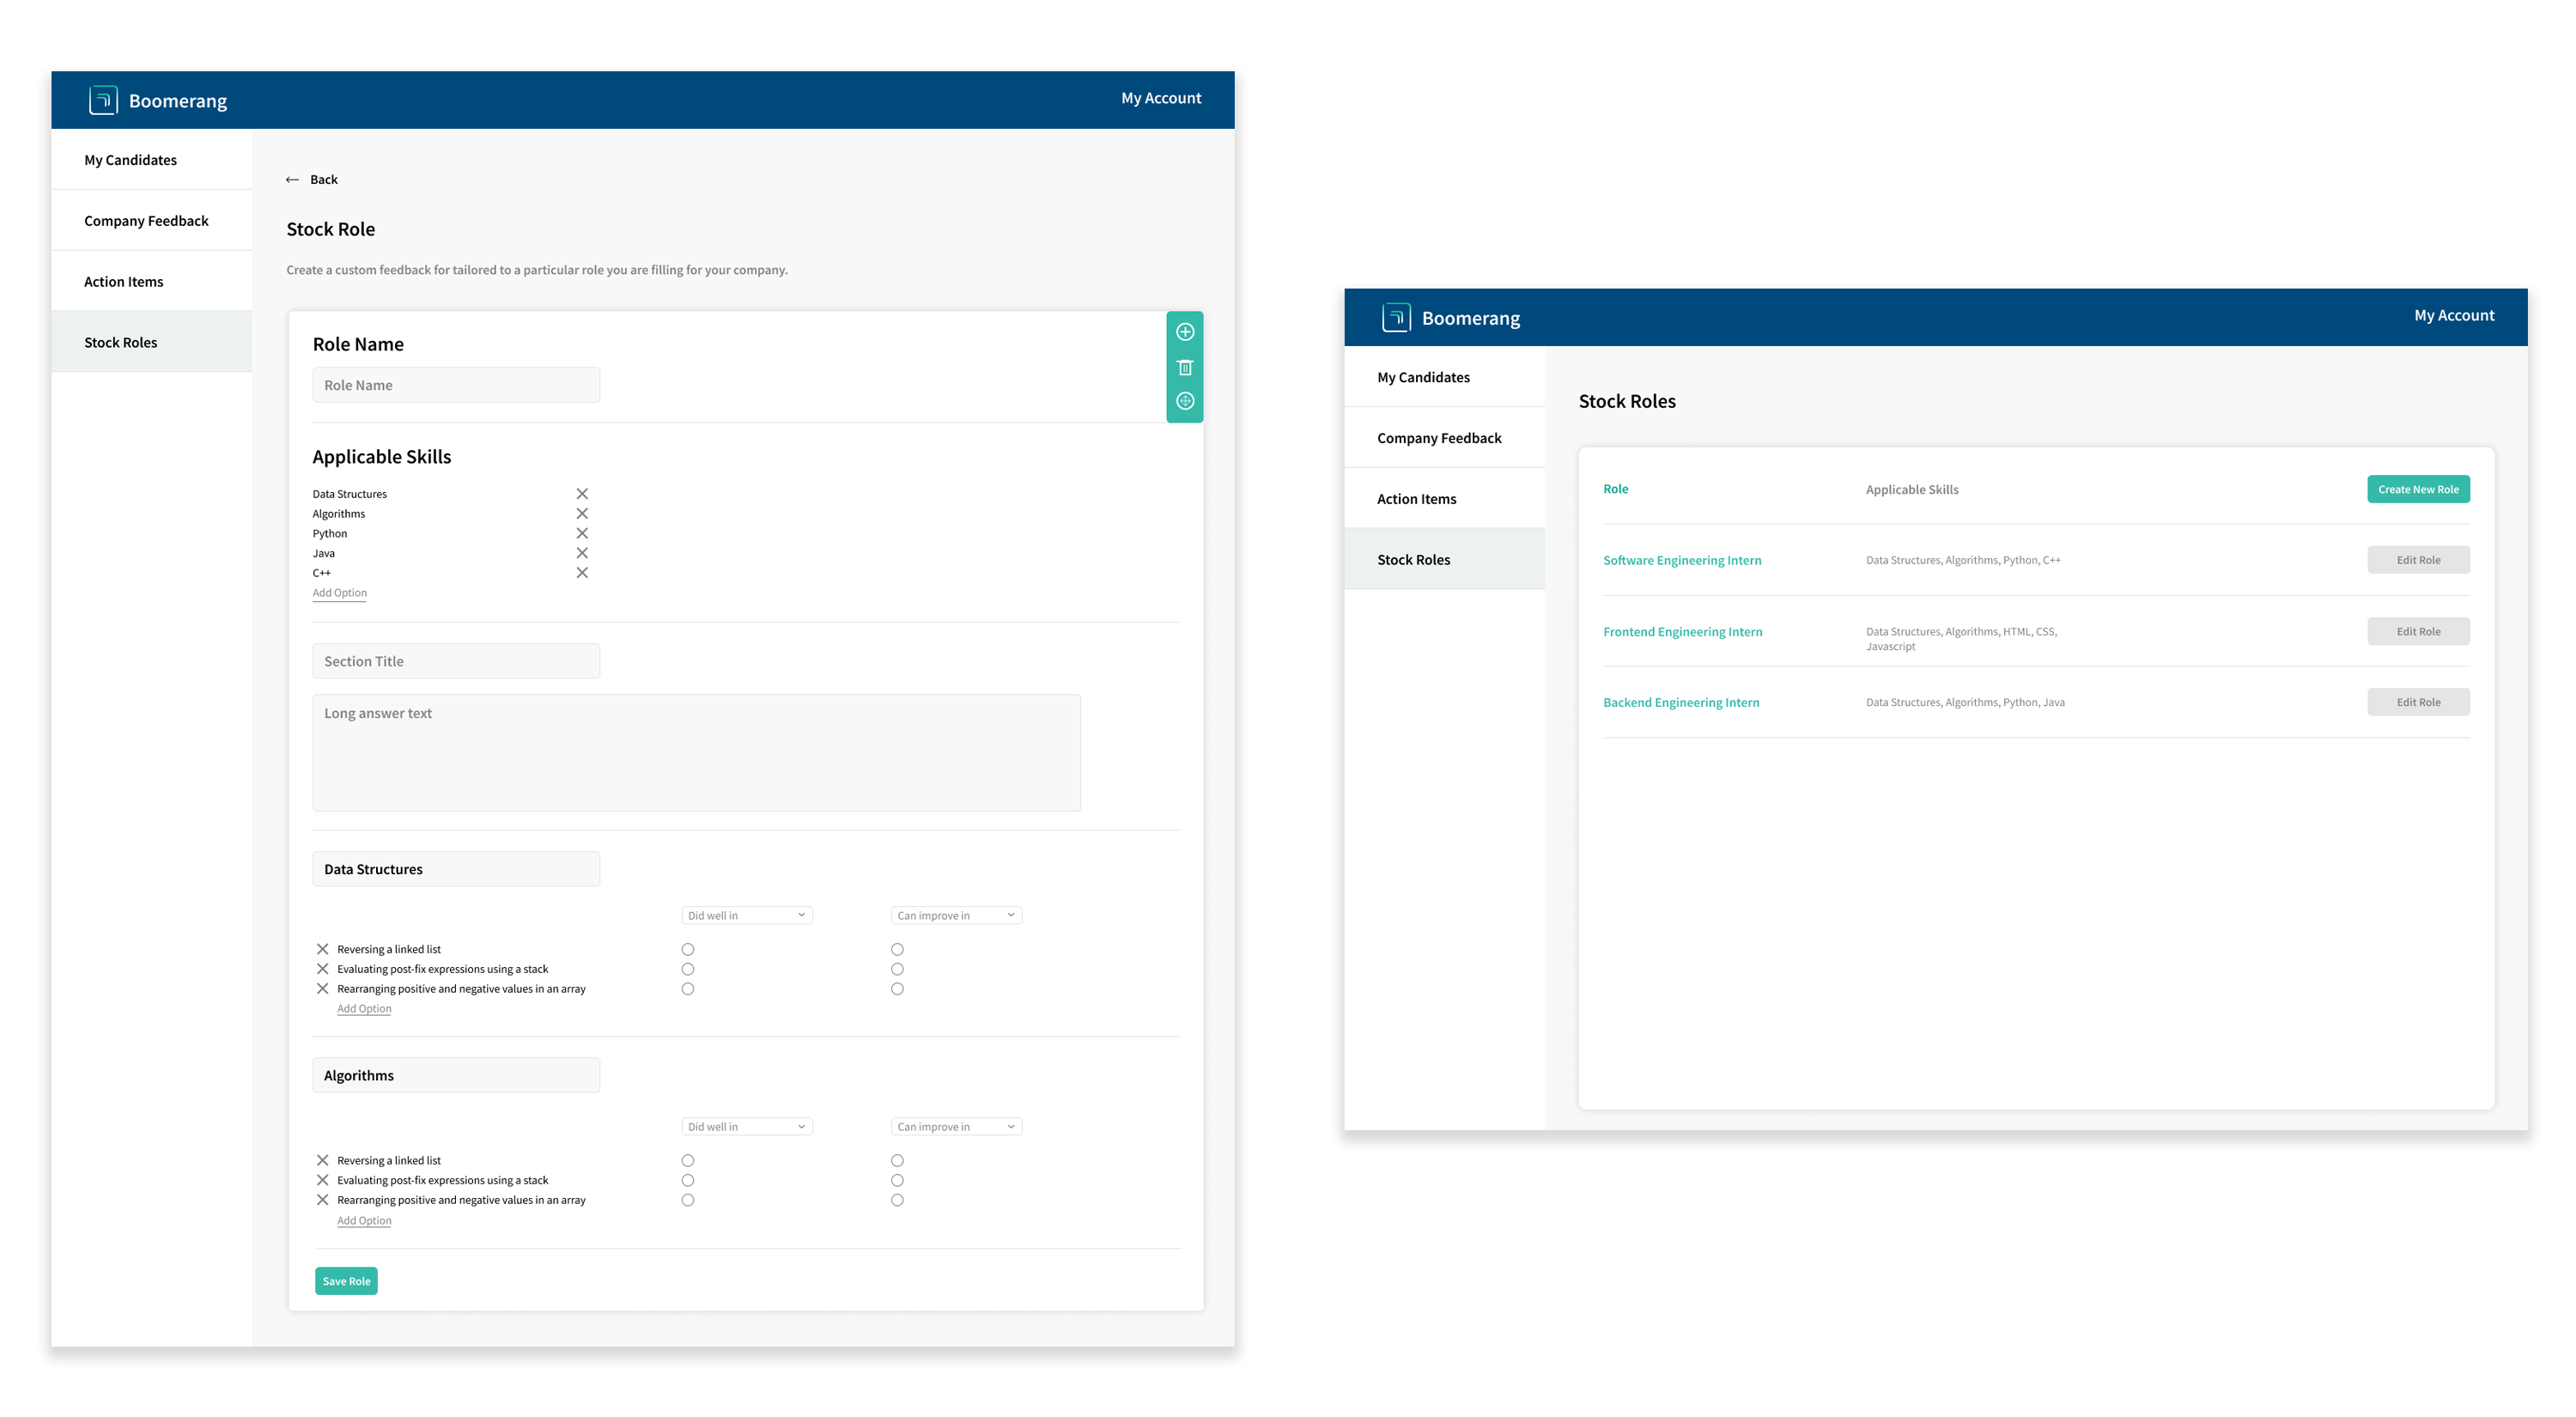 Boomerang
My Account
My Candidates
Company Feedback
Action Items
Stock Roles
Back
Stock Role
Create a custom feedback for tailored to a particular role you are filling for your company.
Role Name
Role Name
Applicable Skills
Data Structures
Algorithms
Python
Java
C++
Add Option
Section Title
Long answer text
Data Structures
Did well in
Can improve in
Reversing a linked list
Evaluating post-fix expressions using a stack
Rearranging positive and negative values in an array
Add Option
Algorithms
Did well in
Can improve in
Reversing a linked list
Evaluating post-fix expressions using a stack
Rearranging positive and negative values in an array
Add Option
Save Role
Boomerang
My Account
My Candidates
Company Feedback
Action Items
Stock Roles
Stock Roles
Role
Applicable Skills
Create New Role
Software Engineering Intern
Data Structures, Algorithms, Python, C++
Edit Role
Frontend Engineering Intern
Data Structures, Algorithms, HTML, CSS,
Javascript
Edit Role
Backend Engineering Intern
Data Structures, Algorithms, Python, Java
Edit Role